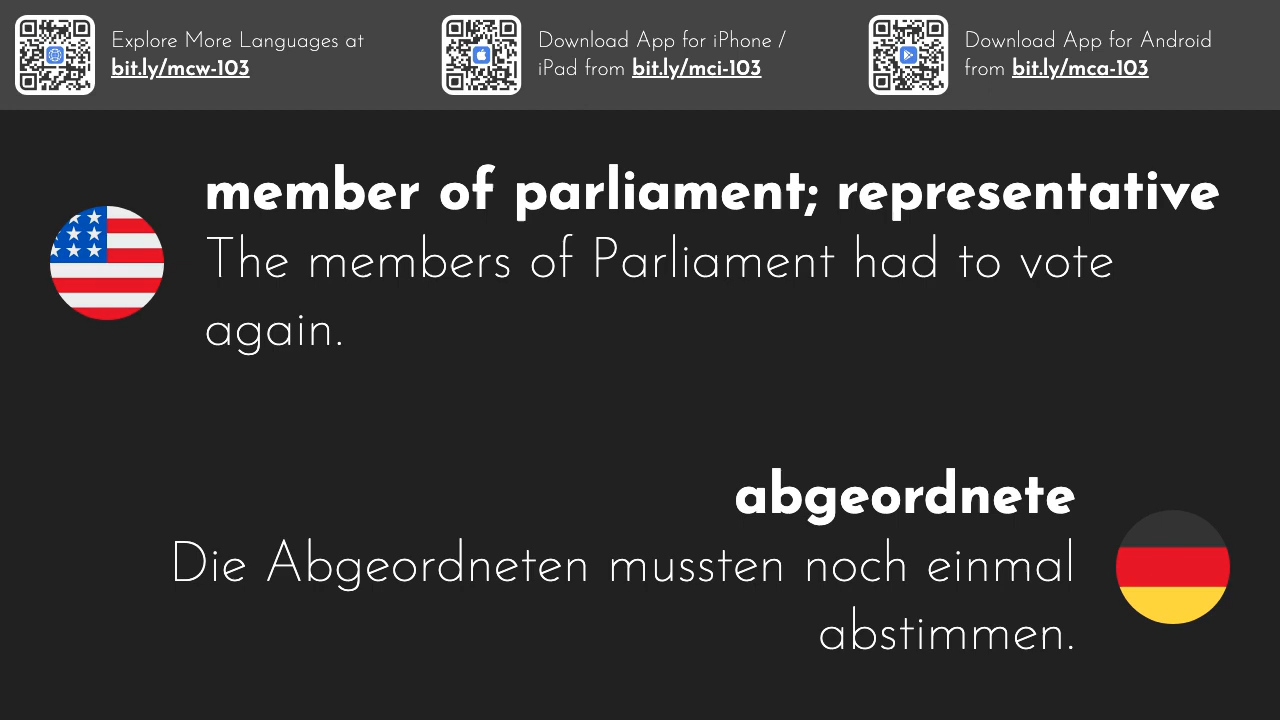 Explore More Languages at
bit.ly/mcw-103
Download App for iPhone /
iPad from bit.ly/mci-103
Download App for Android
from bit.ly/mca-103
member of parliament; representative
The members of Parliament had to vote
again.
abgeordnete
Die Abgeordneten mussten noch einmal
abstimmen.